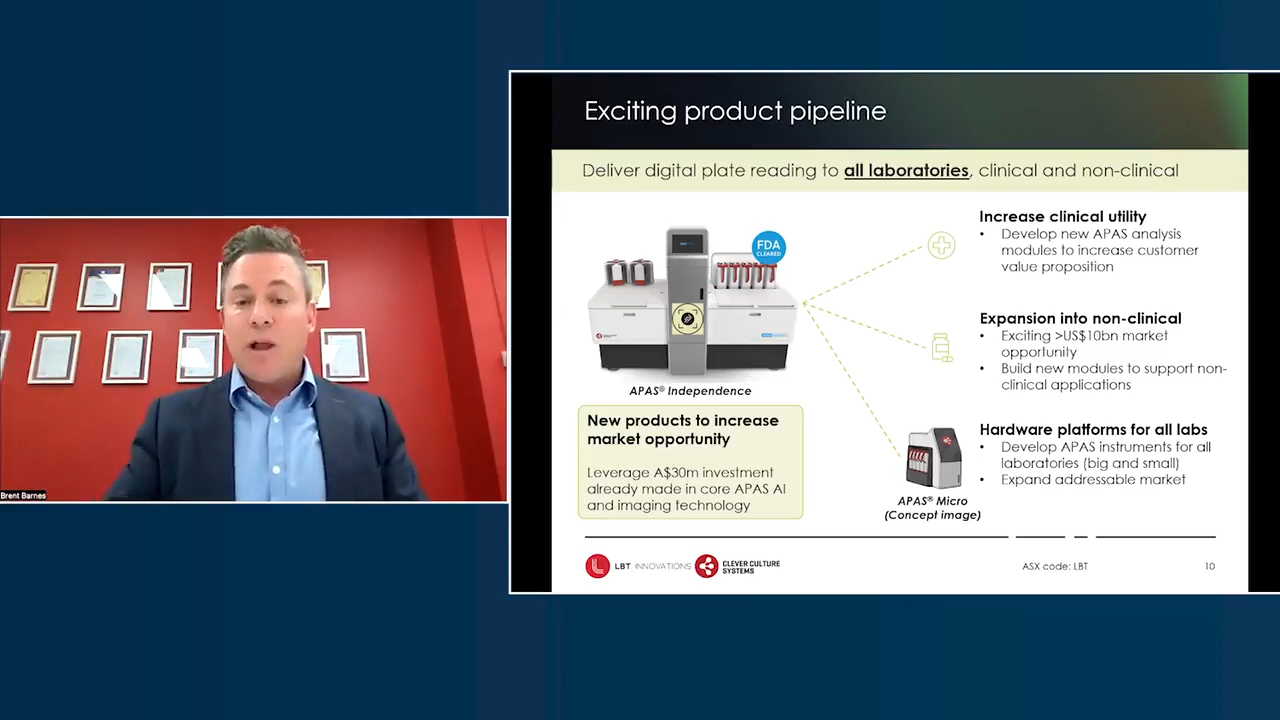 Exciting product pipeline
Deliver digital plate reading to all laboratories, clinical and non-clinical
FDA
CLEARED
APAS® Independence
New products to increase
market opportunity
Leverage A$30m investment
already made in core APAS AI
and imaging technology
Increase clinical utility
• Develop new APAS analysis
modules to increase customer
value proposition
Expansion into non-clinical
• Exciting >US$10bn market
opportunity
• Build new modules to support non-
clinical applications
Hardware platforms for all labs
• Develop APAS instruments for all
laboratories (big and small)
• Expand addressable market
APAS® Micro
(Concept image)
LBT INNOVATIONS
CLEVER CULTURE
SYSTEMS
ASX code: LBT
10
Brent Barnes